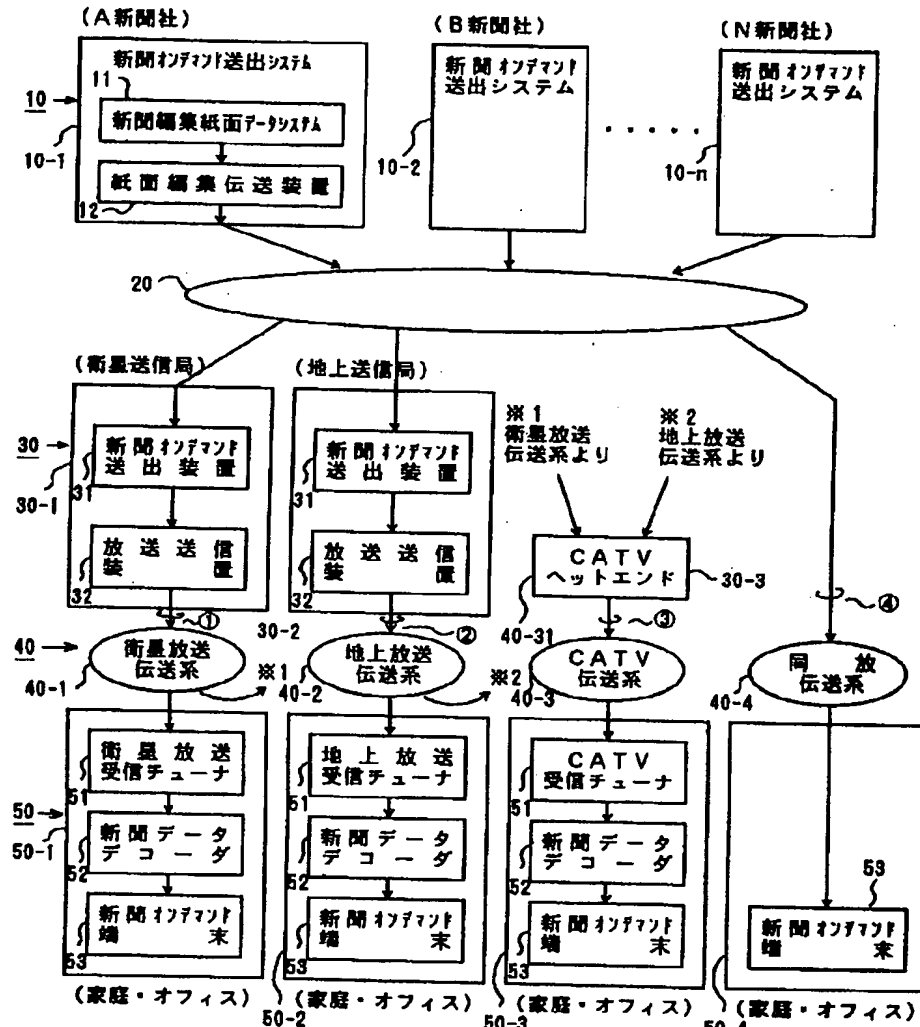 (A新聞社)
(B新聞社)
(N新聞社)
新聞オンデマンド送出システム
11
新聞編集紙面データシステム
紙面編集伝送装置
12
10
10-1
新聞オンデマンド
送出システム
10-2
・・・・・
新聞オンデマンド
送出システム
10-n
20
(衛星送信局)
(地上送信局)
30
30-1
新聞オンデマンド
送出装置
31
放送送信
装置
32
新聞オンデマンド
送出装置
31
放送送信
装置
32
30-2
※1
衛星放送
伝送系より
※2
地上放送
伝送系より
CATV
ヘットエンド
30-3
40-31
①
②
③
④
40
衛星放送
伝送系
40-1
※1
地上放送
伝送系
40-2
※2
CATV
伝送系
40-3
同放
伝送系
40-4
50
50-1
衛星放送
受信チューナ
51
新聞データ
デコーダ
52
新聞オンデマンド
端末
53
(家庭・オフィス)
地上放送
受信チューナ
51
新聞データ
デコーダ
52
新聞オンデマンド
端末
53
50-2
(家庭・オフィス)
CATV
受信チューナ
51
新聞データ
デコーダ
52
新聞オンデマンド
端末
53
50-3
(家庭・オフィス)
53
新聞オンデマンド
端末
50-4
(家庭・オフィス)